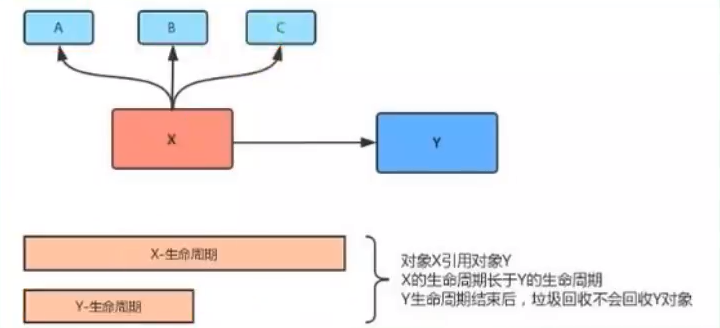 A
B
C
X
Y
X-生命周期
Y-生命周期
对象X引用对象Y
X的生命周期长于Y的生命周期
Y生命周期结束后，垃圾回收不会回收Y对象